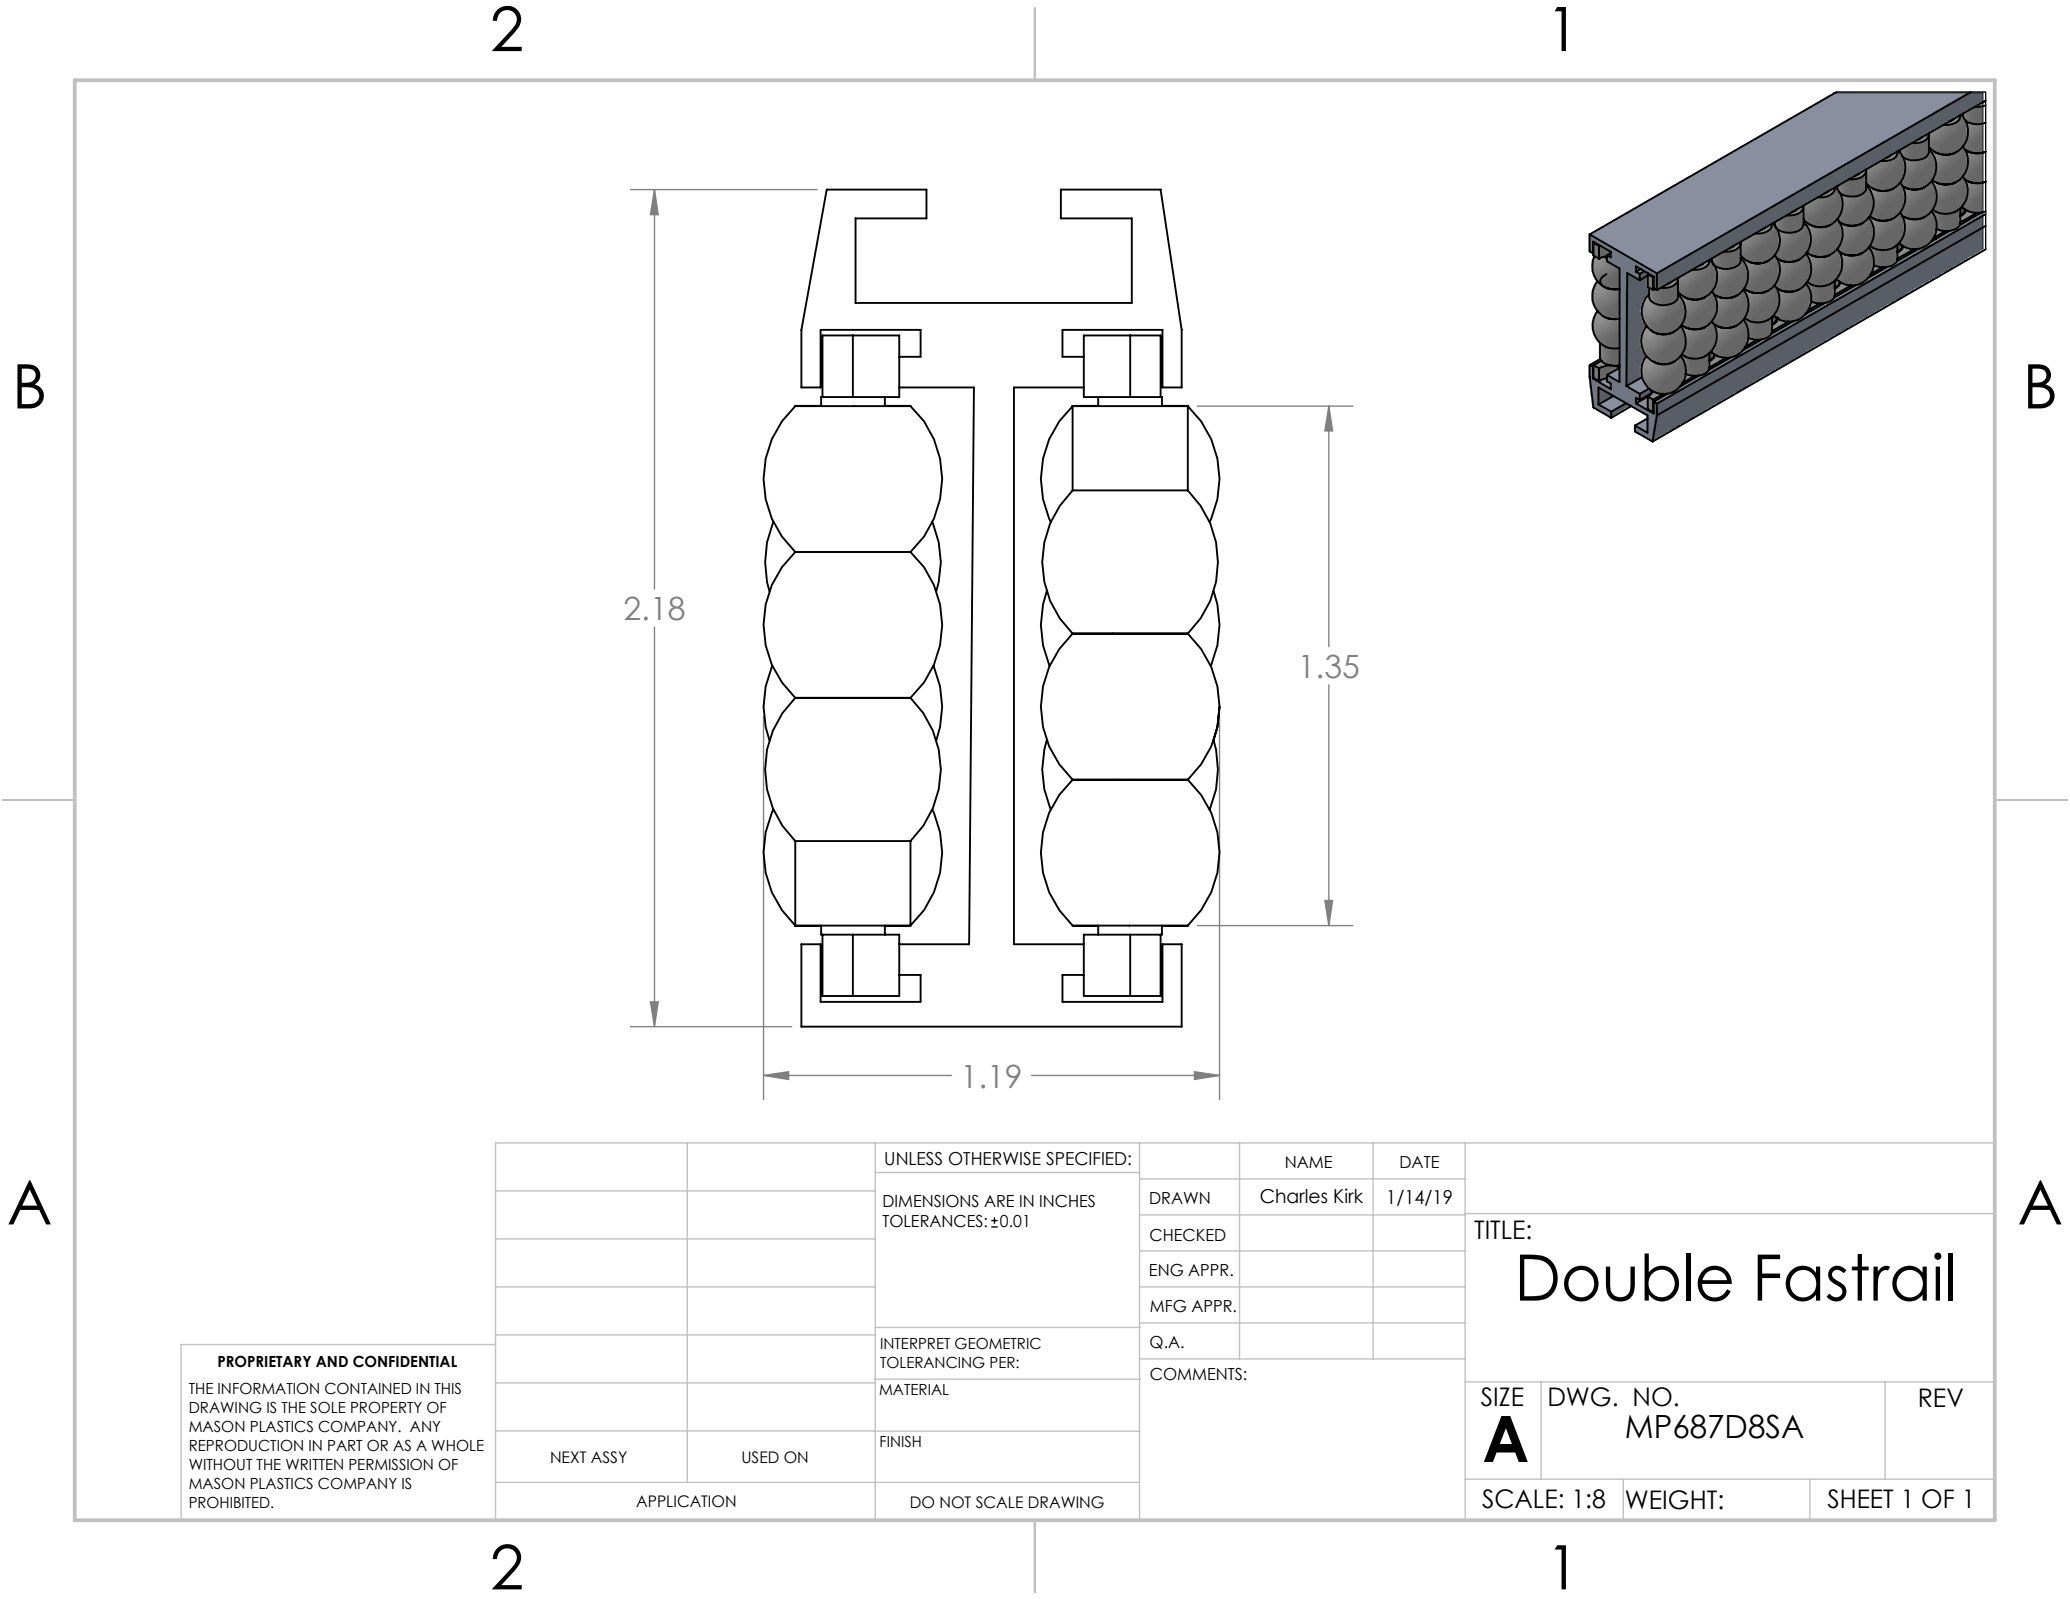 2
1
B
B
2.18
1.35
1.19
A
A
UNLESS OTHERWISE SPECIFIED:
DIMENSIONS ARE IN INCHES
TOLERANCES: ±0.01
INTERPRET GEOMETRIC
TOLERANCING PER:
MATERIAL
FINISH
DO NOT SCALE DRAWING
NAME
DATE
DRAWN
Charles Kirk
1/14/19
CHECKED
ENG APPR.
MFG APPR.
Q.A.
COMMENTS:
TITLE:
Double Fastrail
SIZE
A
DWG. NO.
MP687D8SA
REV
SCALE: 1:8
WEIGHT:
SHEET 1 OF 1
PROPRIETARY AND CONFIDENTIAL
THE INFORMATION CONTAINED IN THIS
DRAWING IS THE SOLE PROPERTY OF
MASON PLASTICS COMPANY. ANY
REPRODUCTION IN PART OR AS A WHOLE
WITHOUT THE WRITTEN PERMISSION OF
MASON PLASTICS COMPANY IS
PROHIBITED.
NEXT ASSY
USED ON
APPLICATION
2
1